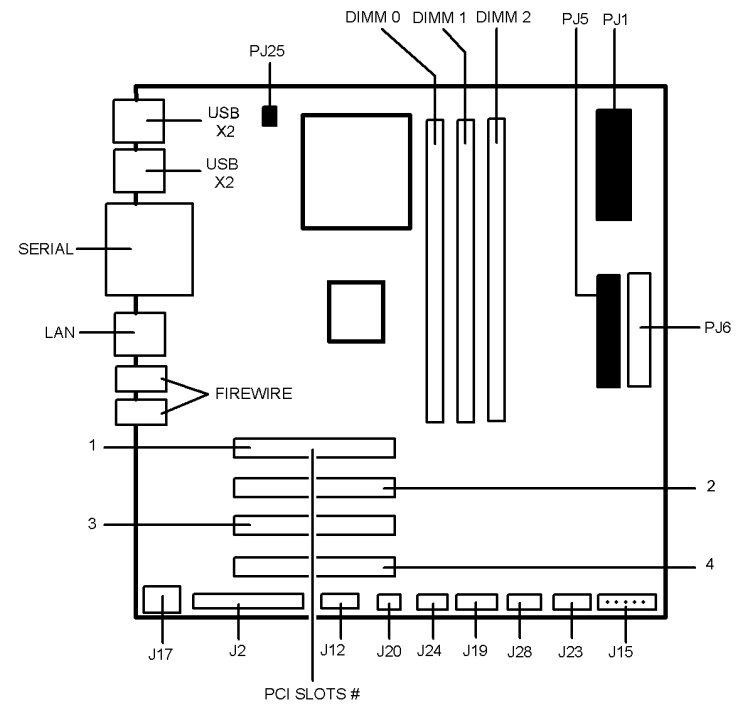 DIMM 0 DIMM 1 DIMM 2 PJ5 PJ1
PJ25
USB
X2
USB
X2
SERIAL
LAN
PJ6
FIREWIRE
1
2
3
4
J17 J2 J12 J20 J24 J19 J28 J23 J15
PCI SLOTS #